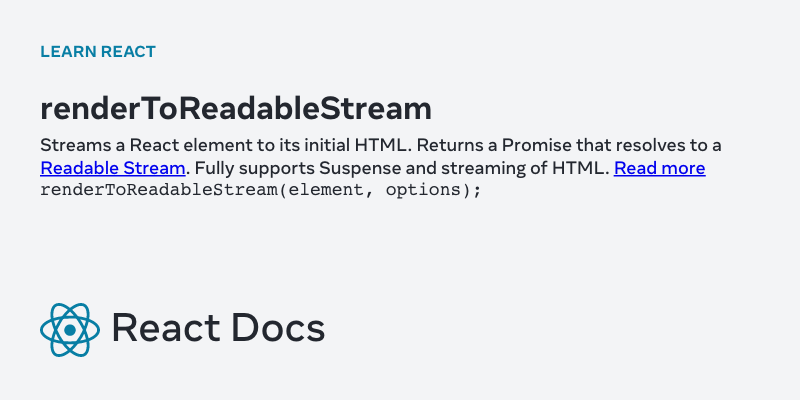 LEARN REACT
renderToReadableStream
Streams a React element to its initial HTML. Returns a Promise that resolves to a
Readable Stream. Fully supports Suspense and streaming of HTML. Read more
renderToReadableStream(element, options);
React Docs